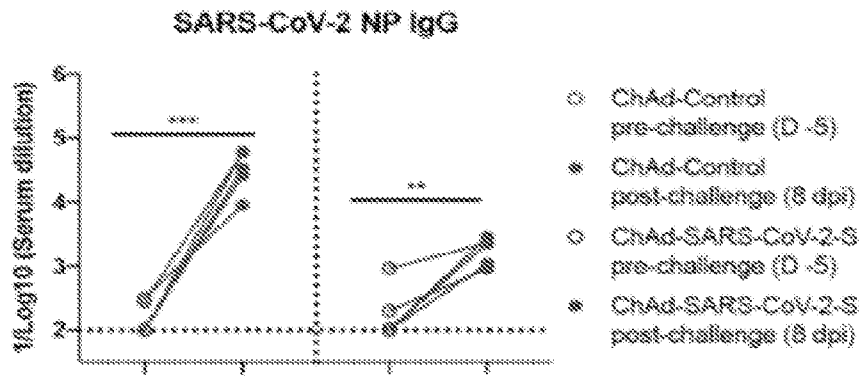 SARS-CoV-2 NP IgG
1/Log10 (Serum dilution)
6
5
4
3
2
***
**
ChAd-Control
pre-challenge (D -5)
ChAd-Control
post-challenge (8 dpi)
ChAd-SARS-CoV-2-S
pre-challenge (D -5)
ChAd-SARS-CoV-2-S
post-challenge (8 dpi)